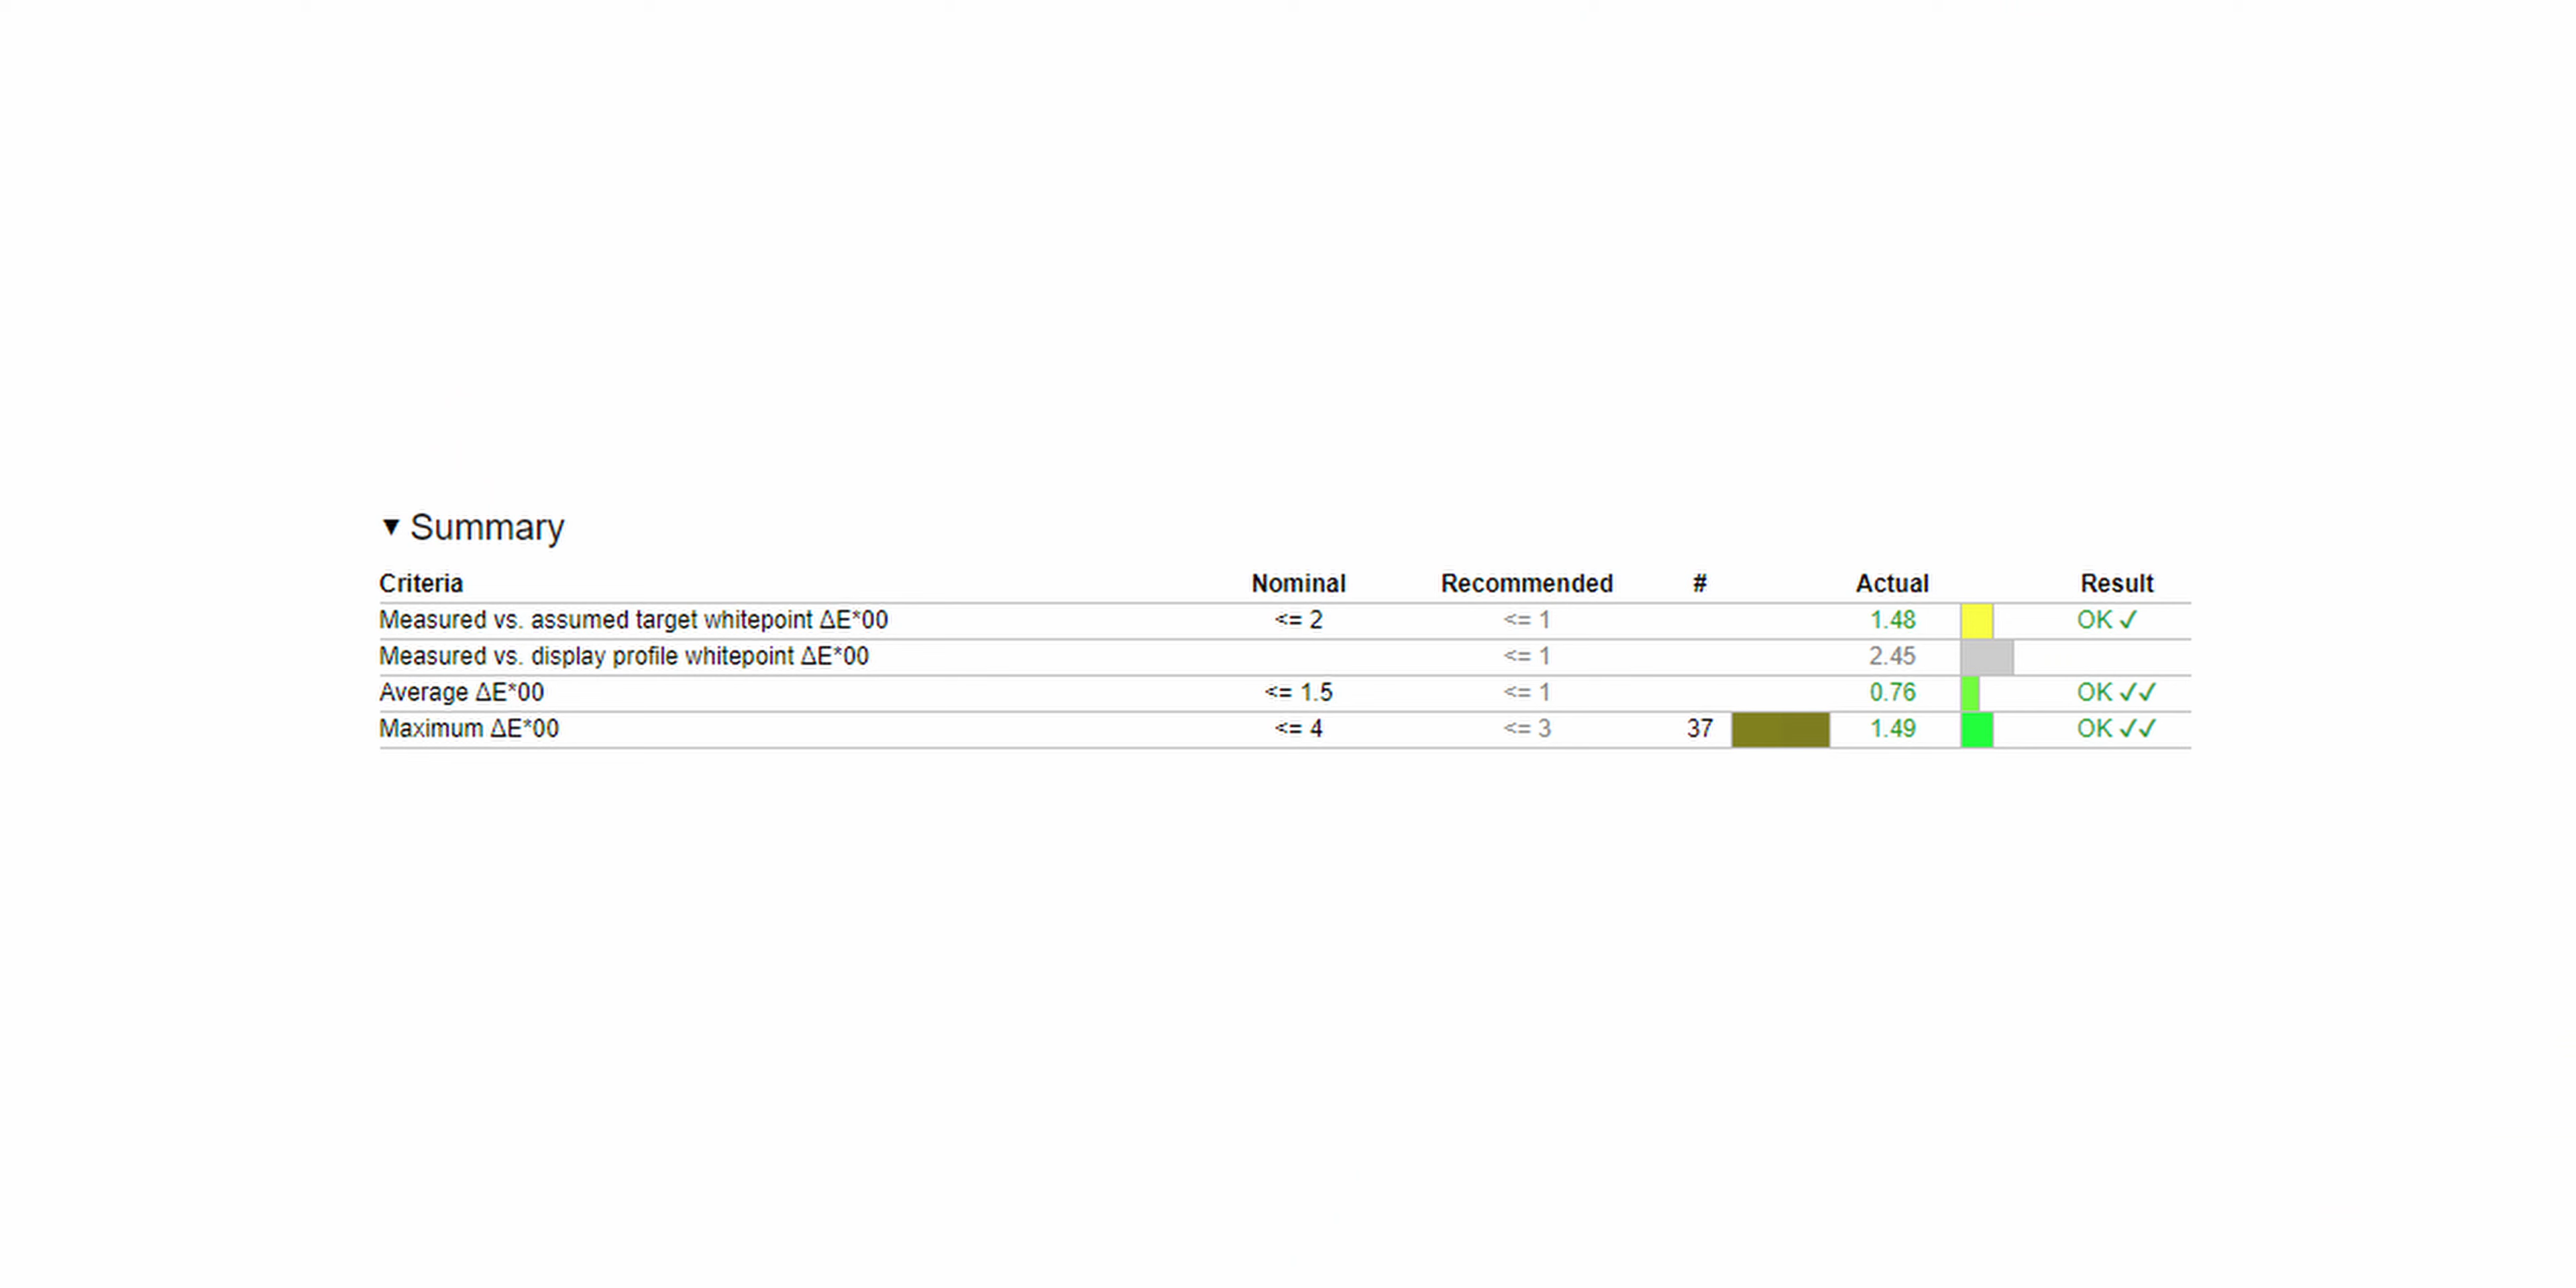 ▼ Summary
Criteria Nominal Recommended # Actual Result
Measured vs. assumed target whitepoint ΔE*00 <= 2 <= 1 1.48 OK ✓
Measured vs. display profile whitepoint ΔE*00 <= 1 2.45
Average ΔE*00 <= 1.5 <= 1 0.76 OK ✓✓
Maximum ΔE*00 <= 4 <= 3 37 1.49 OK ✓✓